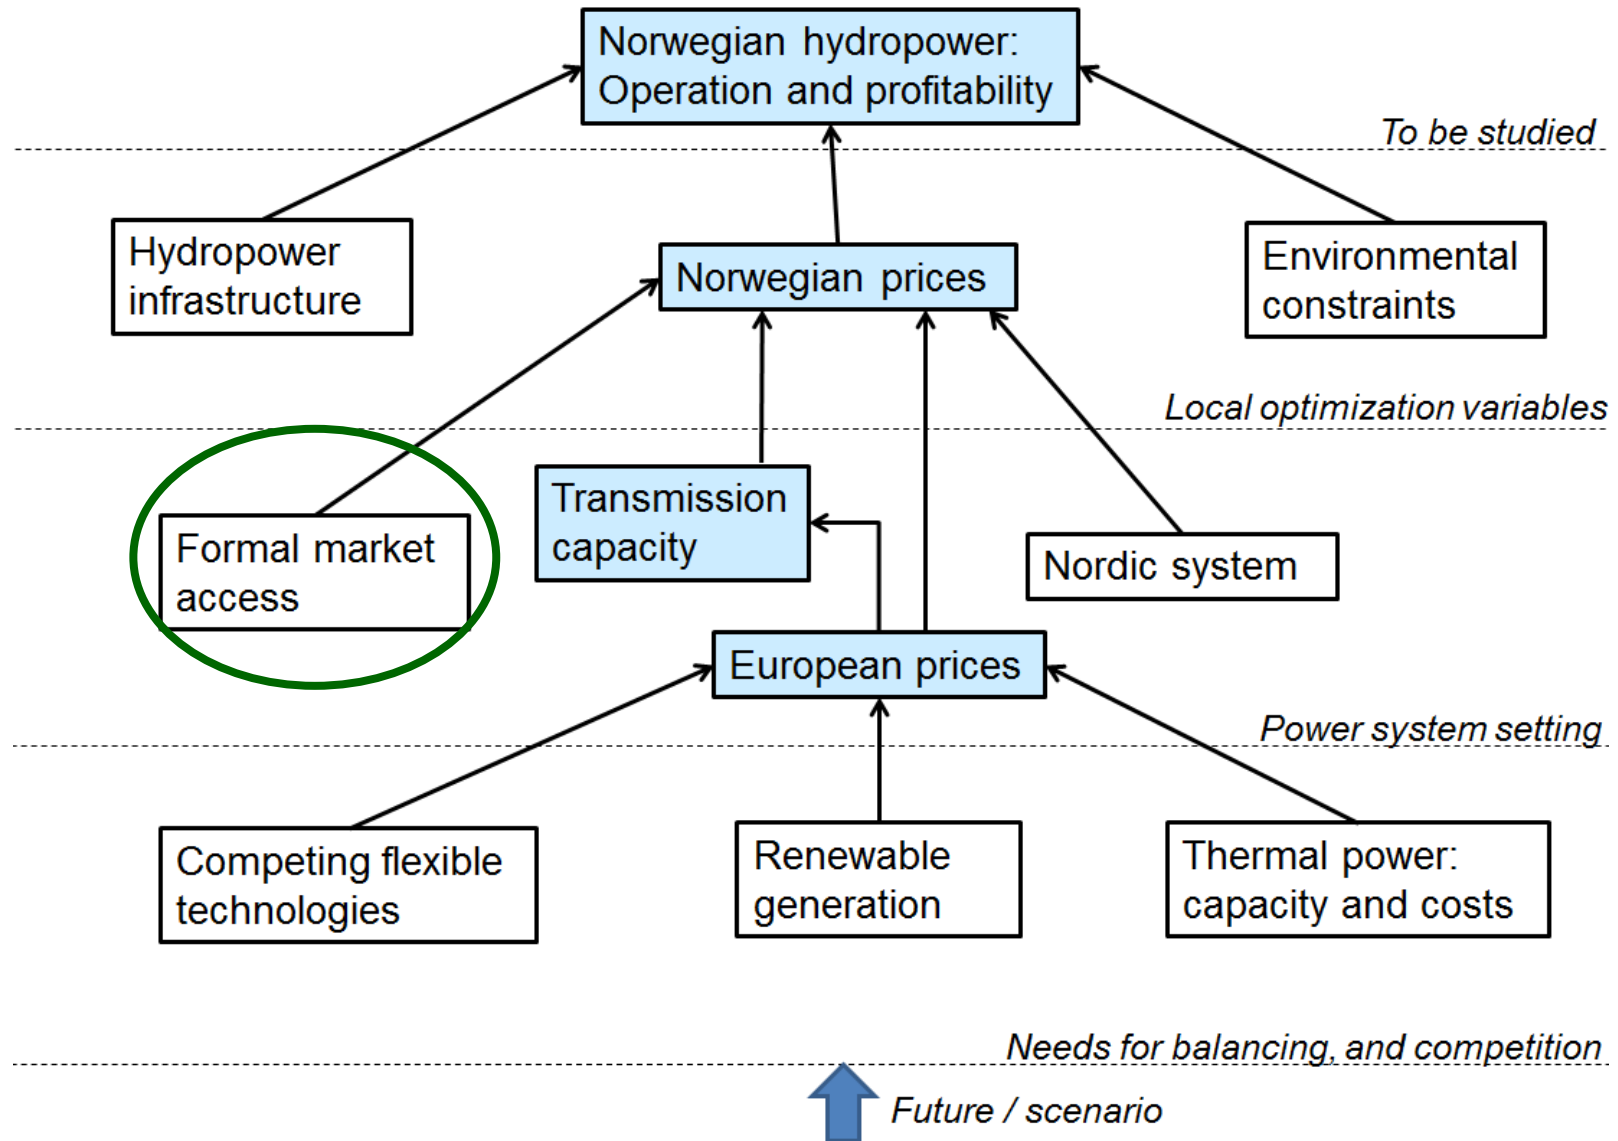 Norwegian hydropower:
Operation and profitability
To be studied
Hydropower
infrastructure
Norwegian prices
Environmental
constraints
Local optimization variables
Formal market
access
Transmission
capacity
Nordic system
European prices
Power system setting
Competing flexible
technologies
Renewable
generation
Thermal power:
capacity and costs
Needs for balancing, and competition
Future / scenario